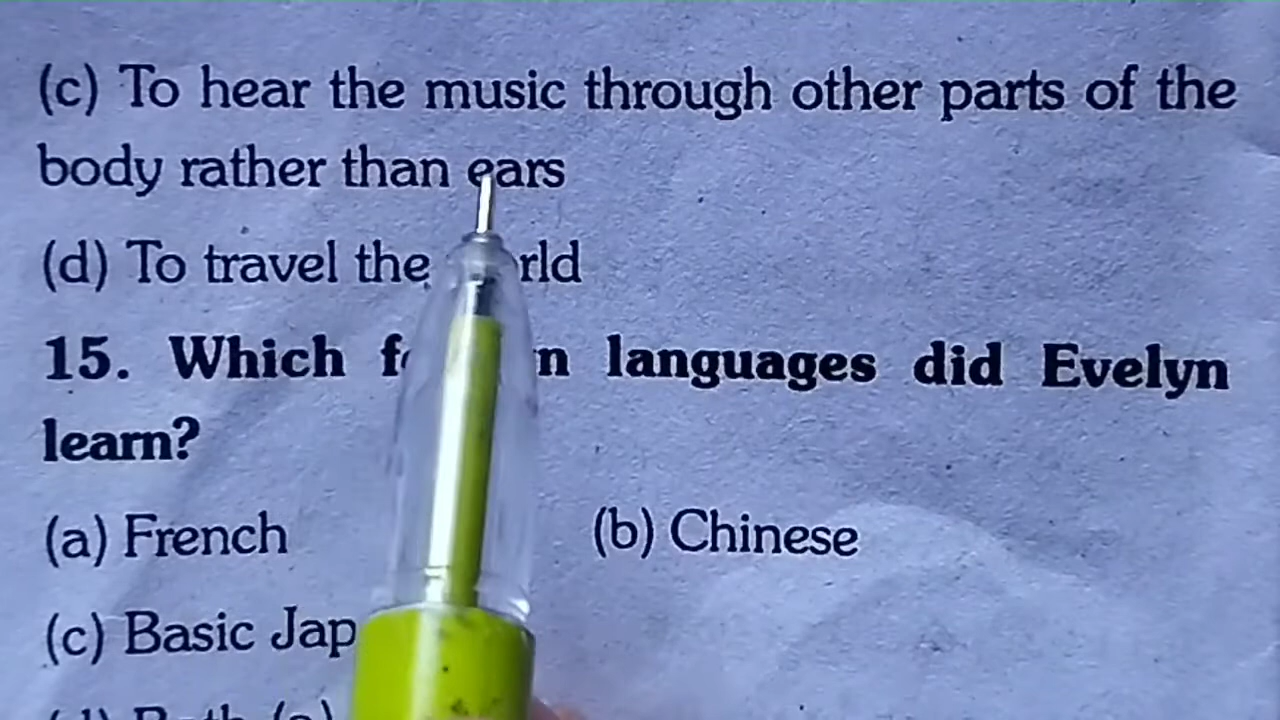 (c) To hear the music through other parts of the
body rather than ears
(d) To travel the
15. Which languages did Evelyn
learn?
(a) French (b) Chinese
(c) Basic